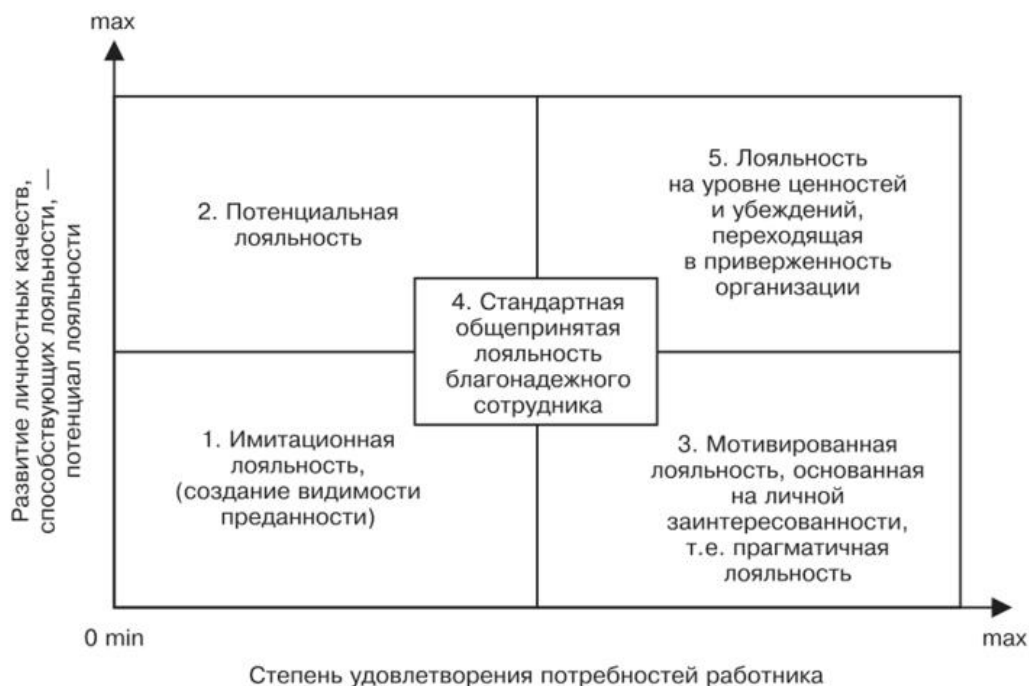 max
Развитие личностных качеств,
способствующих лояльности, —
потенциал лояльности
2. Потенциальная
лояльность
5. Лояльность
на уровне ценностей
и убеждений,
переходящая
в приверженность
организации
4. Стандартная
общепринятая
лояльность
благонадежного
сотрудника
1. Имитационная
лояльность,
(создание видимости
преданности)
3. Мотивированная
лояльность, основанная
на личной
заинтересованности,
т.е. прагматичная
лояльность
0 min
max
Степень удовлетворения потребностей работника